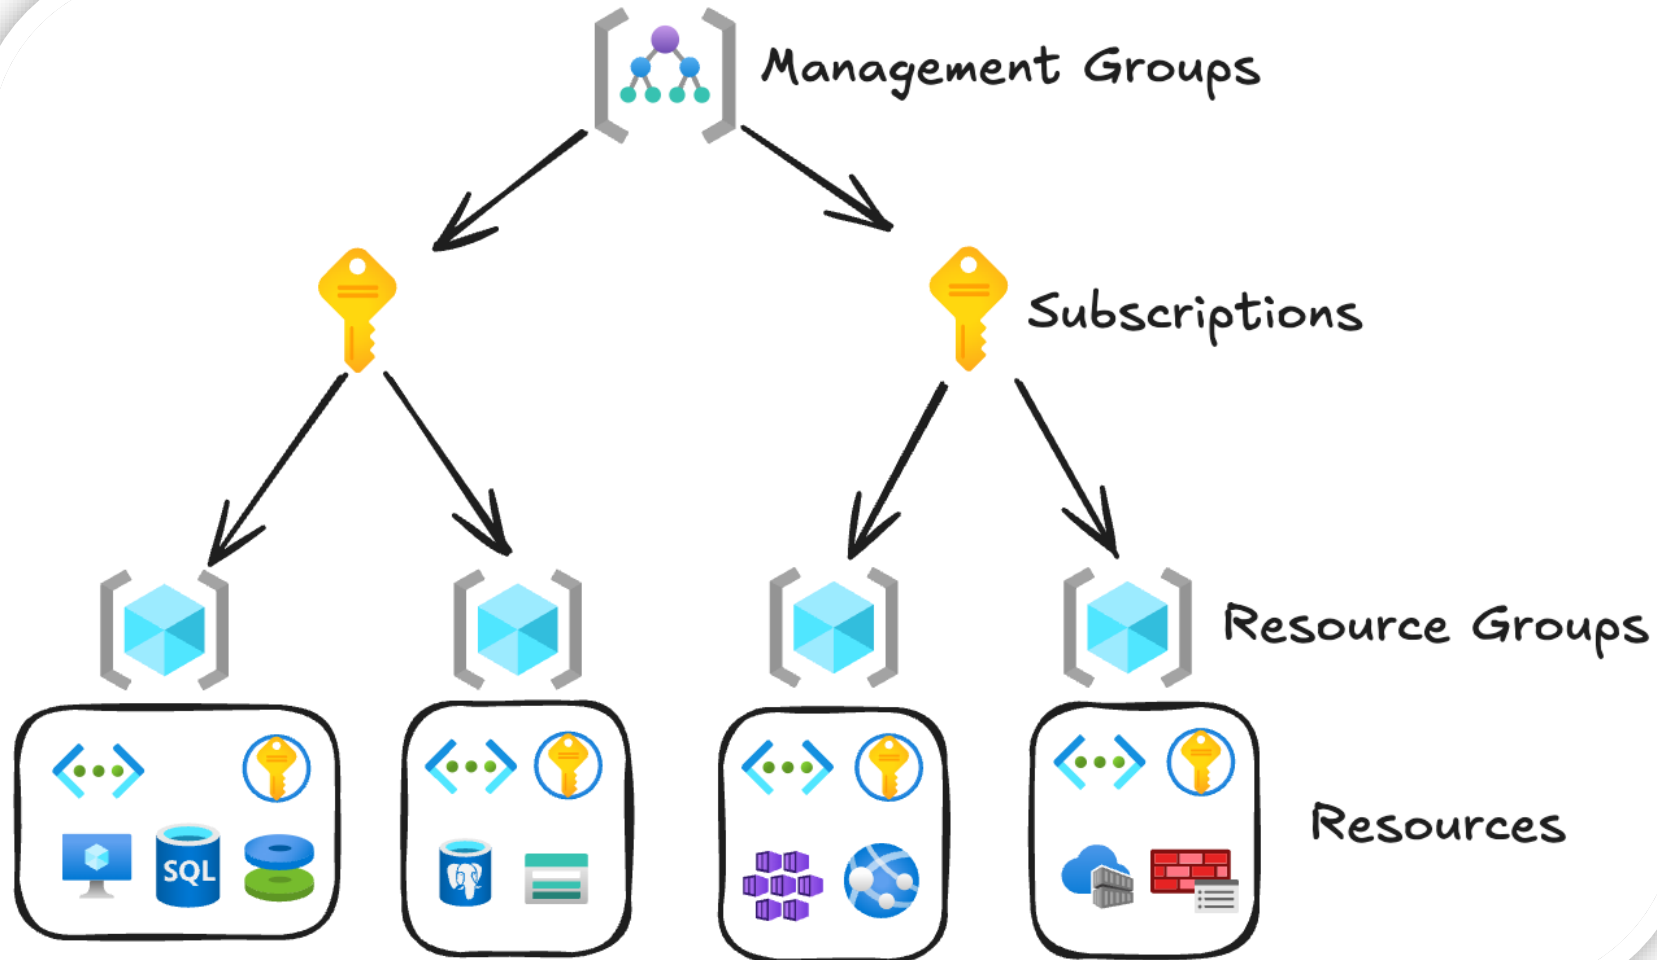 Management Groups
Subscriptions
Resource Groups
SQL
Resources